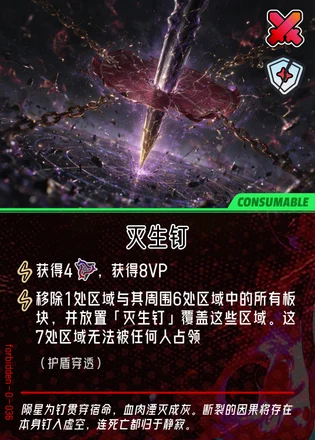 CONSUMABLE
灭生钉
获得4，获得8VP
移除1处区域与其周围6处区域中的所有板
块，并放置「灭生钉」覆盖这些区域。这
7处区域无法被任何人占领
（护盾穿透）
陨星为钉贯穿宿命，血肉湮灭成灰。断裂的因果将存在
本身钉入虚空，连死亡都归于静寂。
forbidden-0-036